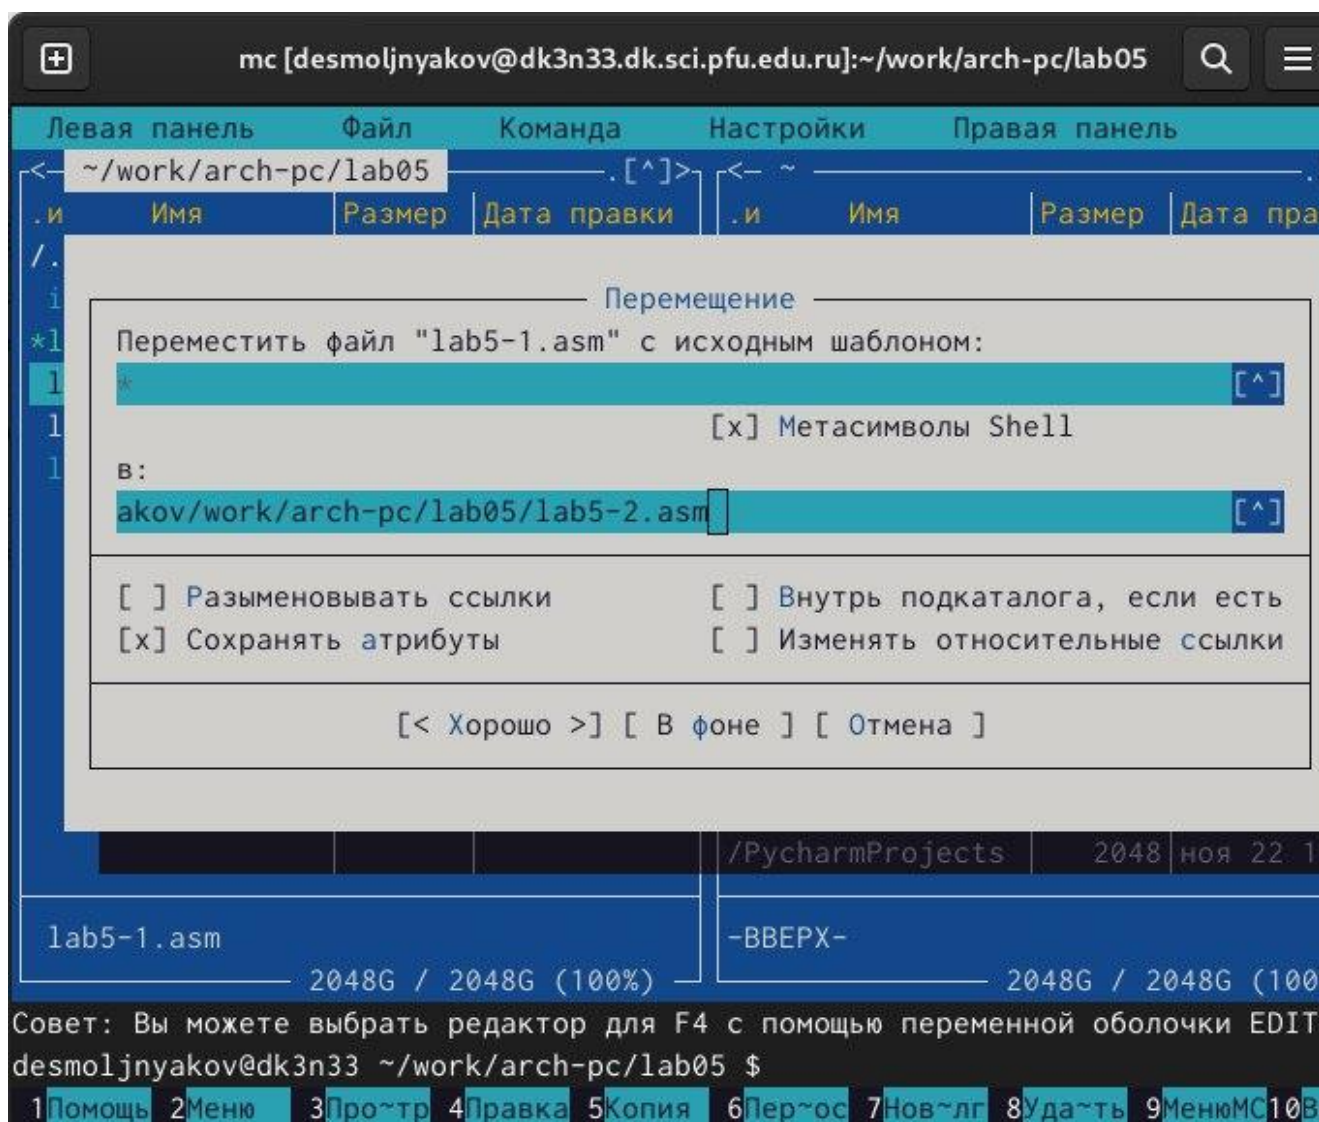 mc [desmoljnyakov@dk3n33.dk.sci.pfu.edu.ru]:~/work/arch-pc/lab05
Левая панель Файл Команда Настройки Правая панель
<— ~/work/arch-pc/lab05 .[^]> <— ~ .
.и Имя Размер Дата правки .и Имя Размер Дата пра
/.
i
*l
l
l
l
Перемещение
Переместить файл "lab5-1.asm" с исходным шаблоном:
* [^]
[x] Метасимволы Shell
в:
akov/work/arch-pc/lab05/lab5-2.asm [^]
[ ] Разыменовывать ссылки [ ] Внутрь подкаталога, если есть
[x] Сохранять атрибуты [ ] Изменять относительные ссылки
[< Хорошо >] [ В фоне ] [ Отмена ]
/PycharmProjects 2048 ноя 22 1
lab5-1.asm -ВВЕРХ-
2048G / 2048G (100%) 2048G / 2048G (100
Совет: Вы можете выбрать редактор для F4 с помощью переменной оболочки EDIT
desmoljnyakov@dk3n33 ~/work/arch-pc/lab05 $
1Помощь 2Меню 3Про~тр 4Правка 5Копия 6Пер~ос 7Нов~лг 8Уда~ть 9МенюMC10В